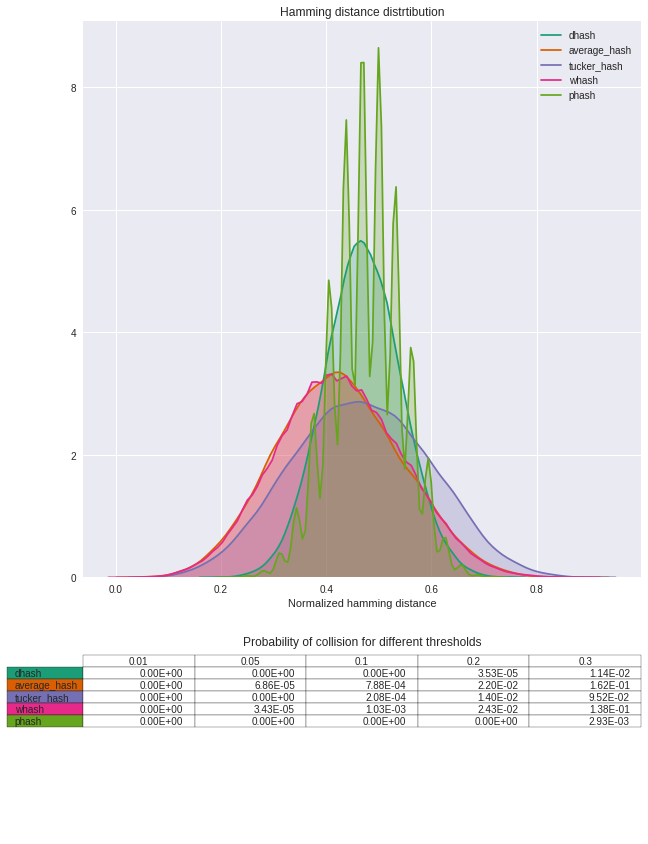 Hamming distance distrtibution
dhash
average_hash
tucker_hash
whash
phash
8
6
4
2
0
0.0 0.2 0.4 0.6 0.8
Normalized hamming distance
Probability of collision for different thresholds
0.01 0.05 0.1 0.2 0.3
dhash 0.00E+00 0.00E+00 0.00E+00 3.53E-05 1.14E-02
average_hash 0.00E+00 6.86E-05 7.88E-04 2.20E-02 1.62E-01
tucker_hash 0.00E+00 0.00E+00 2.08E-04 1.40E-02 9.52E-02
whash 0.00E+00 3.43E-05 1.03E-03 2.43E-02 1.38E-01
phash 0.00E+00 0.00E+00 0.00E+00 0.00E+00 2.93E-03